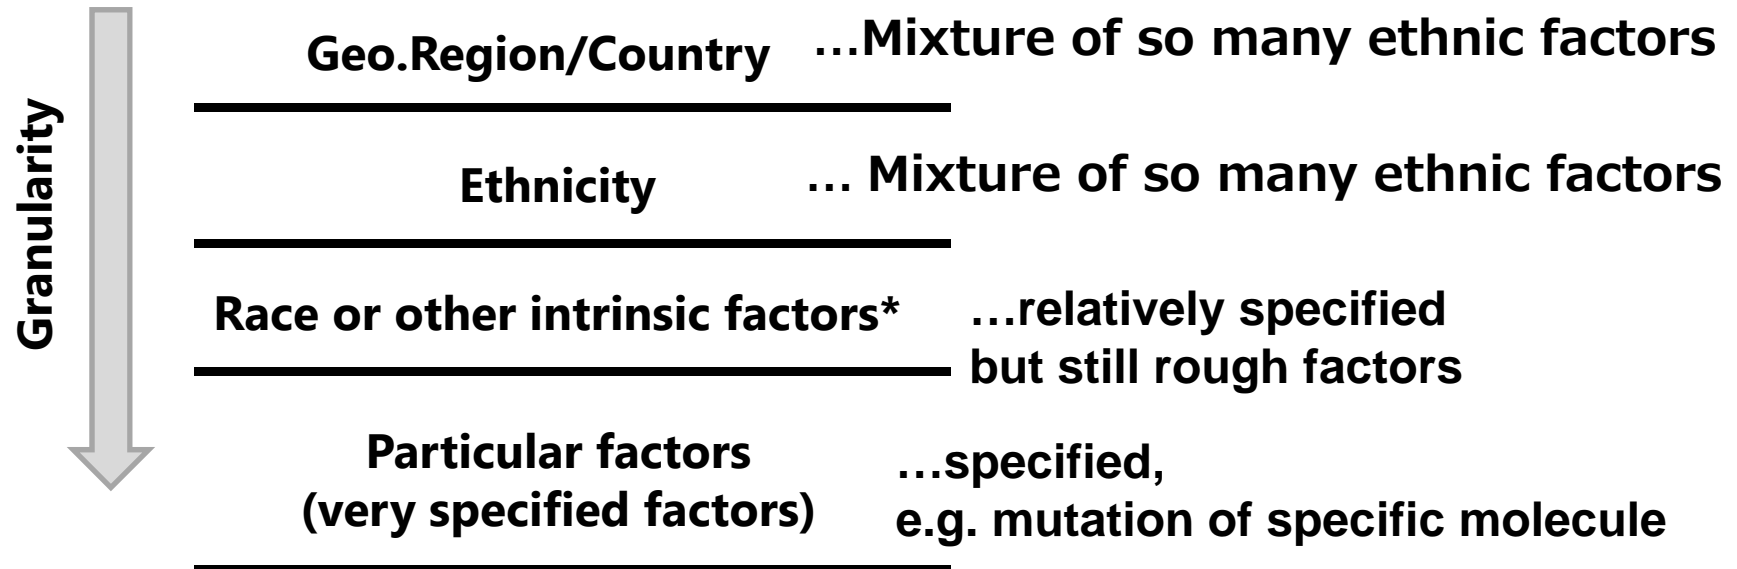 Granularity
Geo.Region/Country …Mixture of so many ethnic factors
Ethnicity … Mixture of so many ethnic factors
Race or other intrinsic factors* …relatively specified
but still rough factors
Particular factors
(very specified factors)
…specified,
e.g. mutation of specific molecule